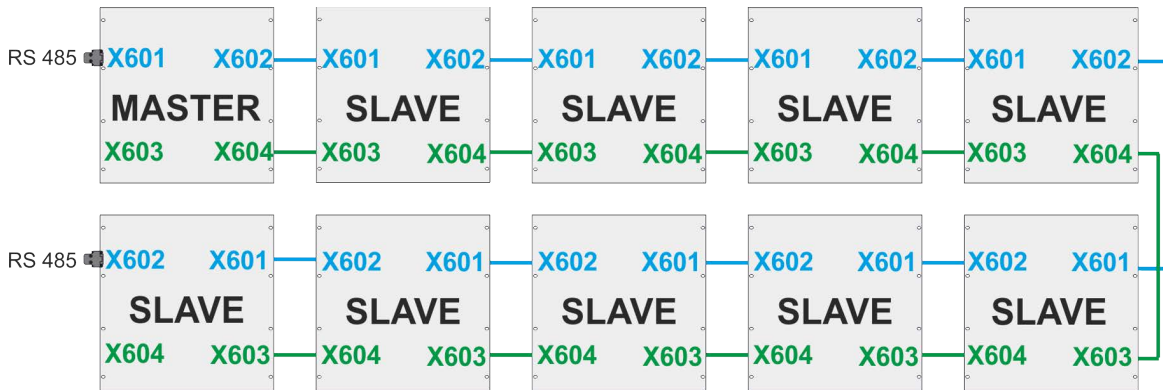 RS 485 X601 X602 X601 X602 X601 X602 X601 X602 X601 X602
MASTER SLAVE SLAVE SLAVE SLAVE
X603 X604 X603 X604 X603 X604 X603 X604 X603 X604
RS 485 X602 X601 X602 X601 X602 X601 X602 X601 X602 X601
SLAVE SLAVE SLAVE SLAVE SLAVE
X604 X603 X604 X603 X604 X603 X604 X603 X604 X603